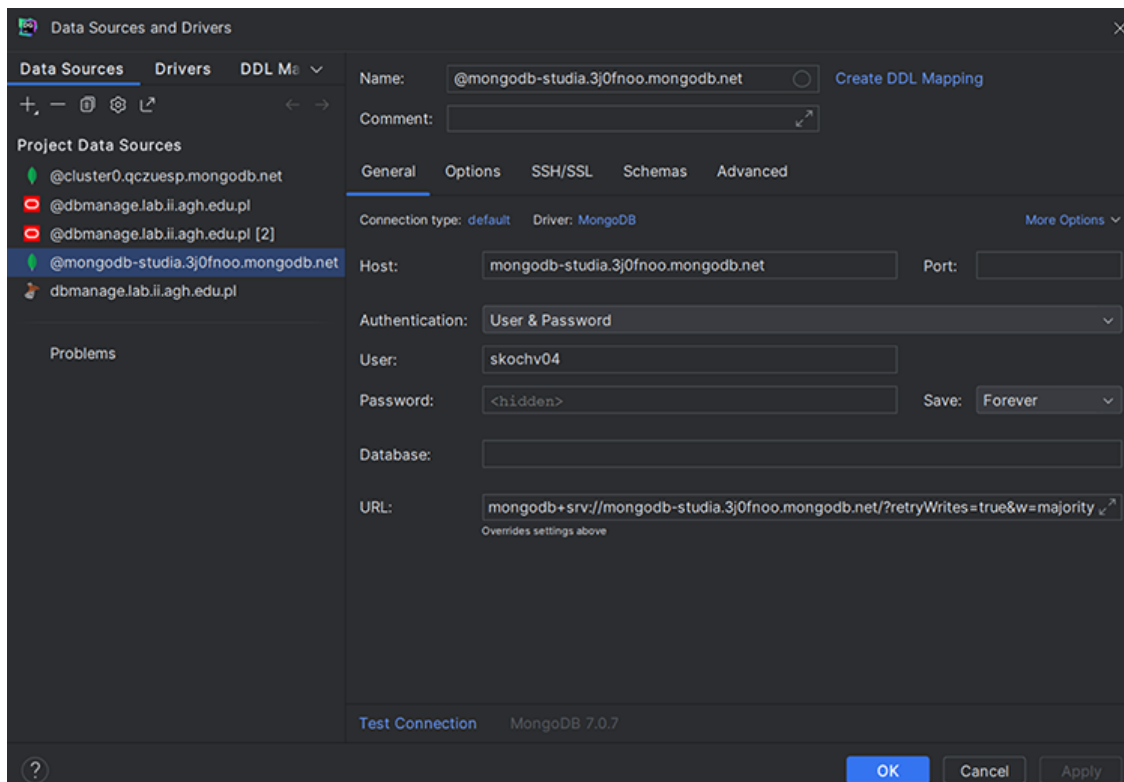 Data Sources and Drivers
Data Sources Drivers DDL Ma
Project Data Sources
@cluster0.qczuesp.mongodb.net
@dbmanage.lab.ii.agh.edu.pl
@dbmanage.lab.ii.agh.edu.pl [2]
@mongodb-studia.3j0fnoo.mongodb.net
dbmanage.lab.ii.agh.edu.pl
Problems
Name: @mongodb-studia.3j0fnoo.mongodb.net Create DDL Mapping
Comment:
General Options SSH/SSL Schemas Advanced
Connection type: default Driver: MongoDB More Options
Host: mongodb-studia.3j0fnoo.mongodb.net Port:
Authentication: User & Password
User: skochv04
Password: <hidden> Save: Forever
Database:
URL: mongodb+srv://mongodb-studia.3j0fnoo.mongodb.net/?retryWrites=true&w=majority
Overrides settings above
Test Connection MongoDB 7.0.7
? OK Cancel Apply